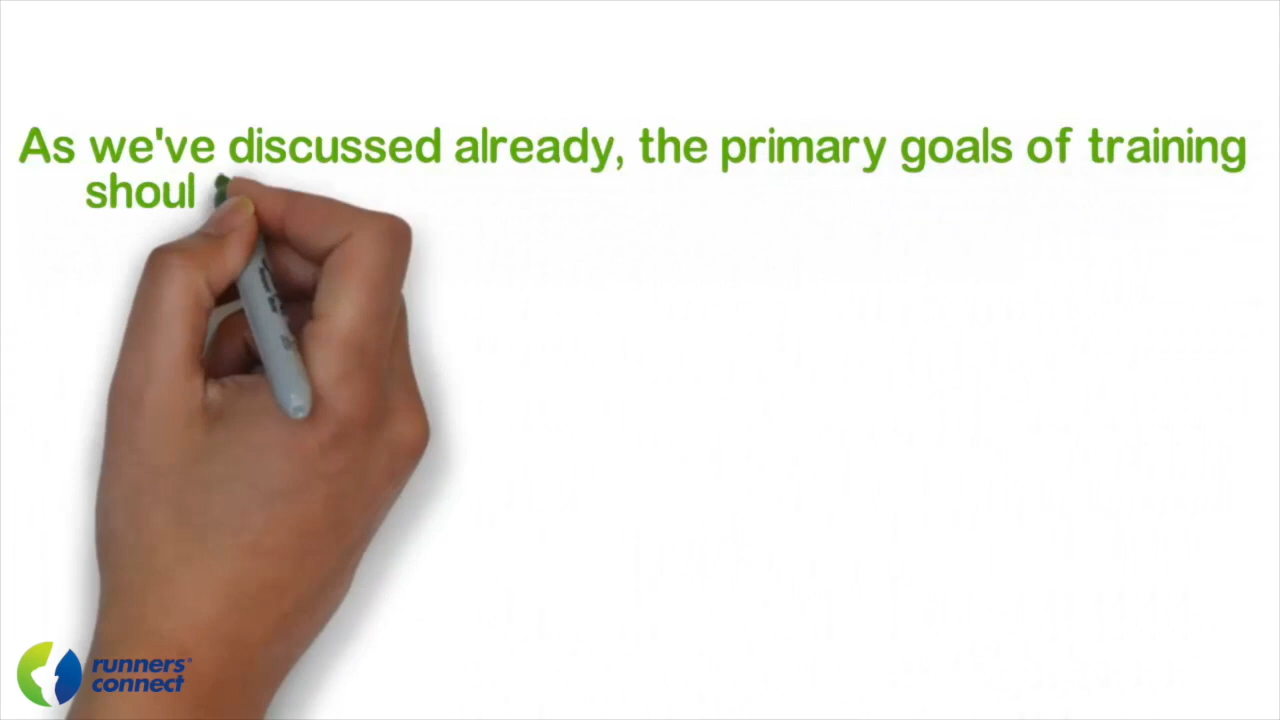 As we've discussed already, the primary goals of training
shoul
runners®
connect